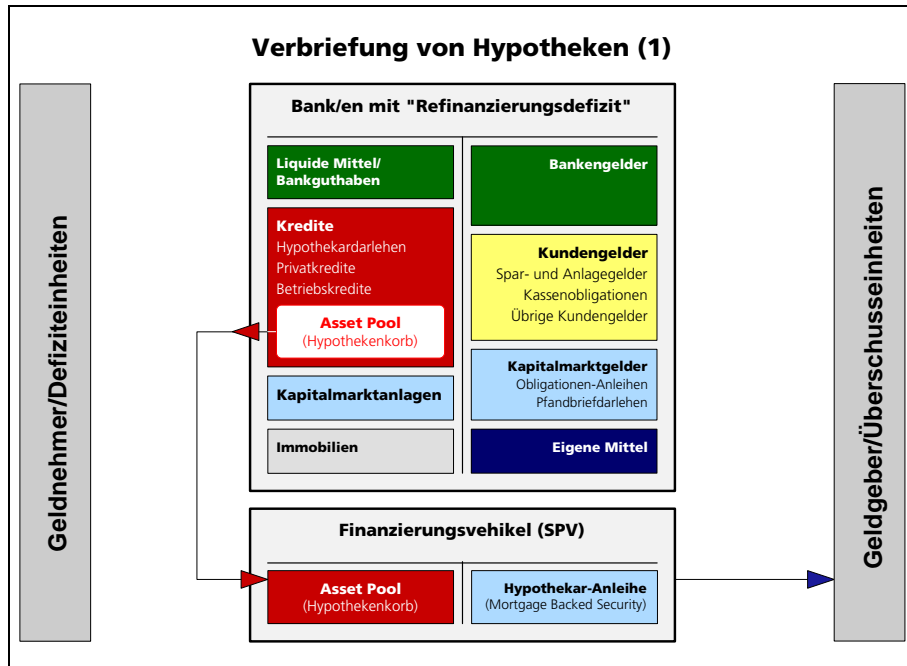 Verbriefung von Hypotheken (1)
Geldnehmer/Defiziteinheiten
Bank/en mit "Refinanzierungsdefizit"
Liquide Mittel/
Bankguthaben
Kredite
Hypothekardarlehen
Privatkredite
Betriebskredite
Asset Pool
(Hypothekenkorb)
Kapitalmarktanlagen
Immobilien
Bankengelder
Kundengelder
Spar- und Anlagegelder
Kassenobligationen
Übrige Kundengelder
Kapitalmarktgelder
Obligationen-Anleihen
Pfandbriefdarlehen
Eigene Mittel
Finanzierungsvehikel (SPV)
Asset Pool
(Hypothekenkorb)
Hypothekar-Anleihe
(Mortgage Backed Security)
Geldgeber/Überschusseinheiten